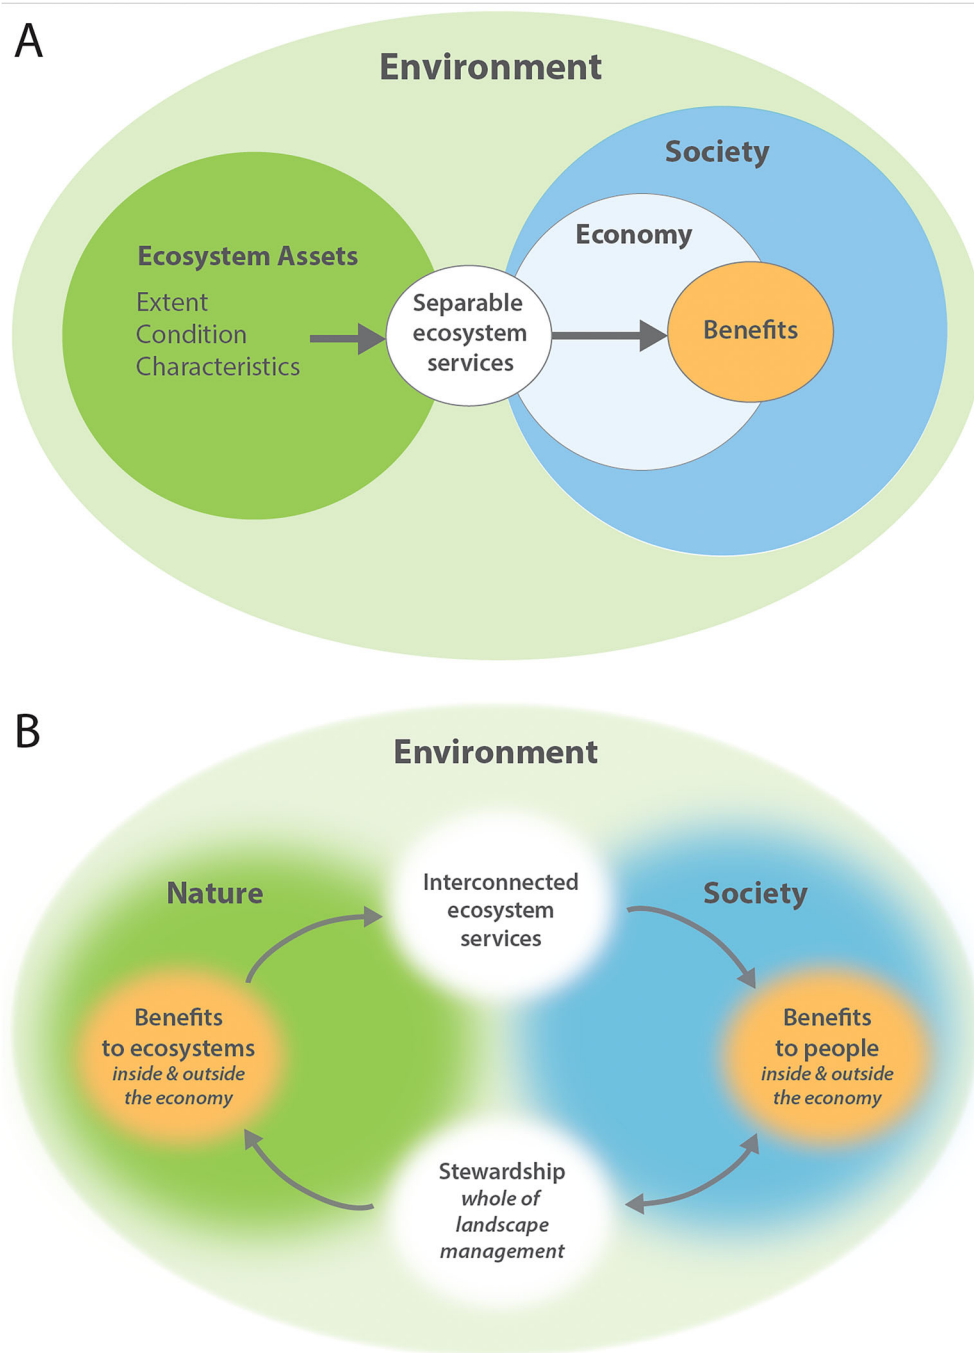 A
Environment
Society
Economy
Ecosystem Assets
Extent
Condition
Characteristics
Separable
ecosystem
services
Benefits
B
Environment
Nature
Interconnected
ecosystem
services
Society
Benefits
to ecosystems
inside & outside
the economy
Benefits
to people
inside & outside
the economy
Stewardship
whole of
landscape
management